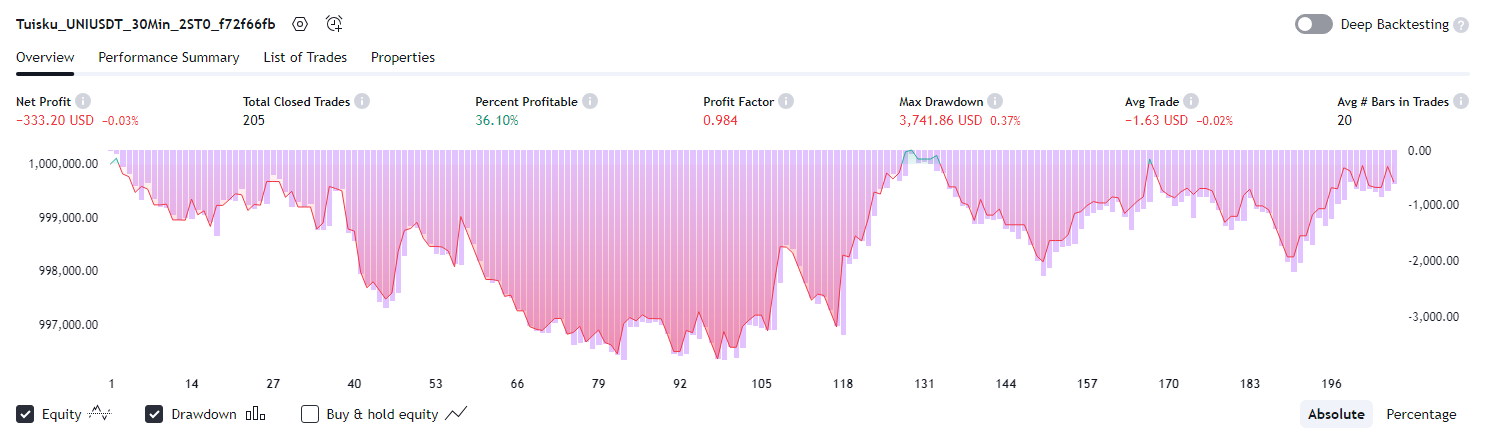 Tuisku_UNIUSDT_30Min_2ST0_f72f66fb Deep Backtesting ?
Overview Performance Summary List of Trades Properties
Net Profit Total Closed Trades Percent Profitable Profit Factor Max Drawdown Avg Trade Avg # Bars in Trades
−333.20 USD −0.03% 205 36.10% 0.984 3,741.86 USD 0.37% −1.63 USD −0.02% 20
1,000,000.00 0.00
999,000.00 -1,000.00
998,000.00 -2,000.00
997,000.00 -3,000.00
1 14 27 40 53 66 79 92 105 118 131 144 157 170 183 196
Equity Drawdown Buy & hold equity Absolute Percentage